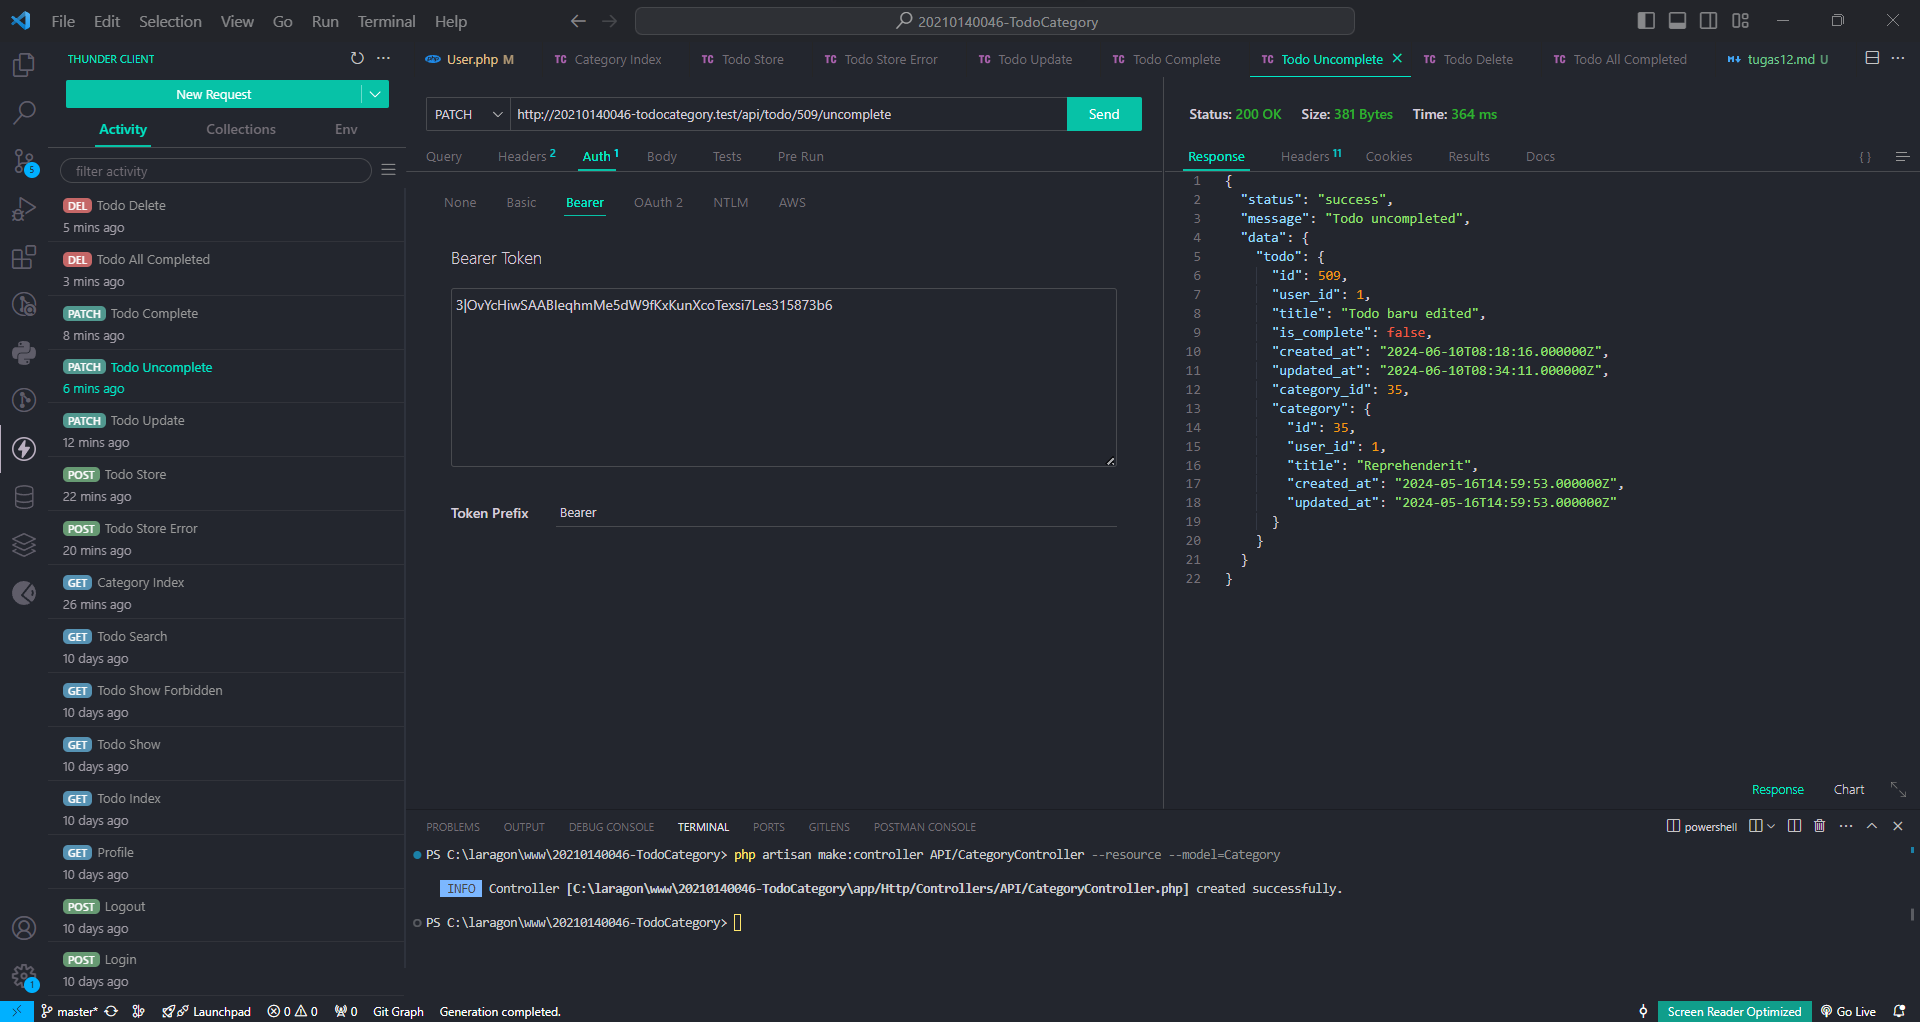 File Edit Selection View Go Run Terminal Help
20210140046-TodoCategory
THUNDER CLIENT
New Request
Activity Collections Env
filter activity
DEL Todo Delete
5 mins ago
DEL Todo All Completed
3 mins ago
PATCH Todo Complete
8 mins ago
PATCH Todo Uncomplete
6 mins ago
PATCH Todo Update
12 mins ago
POST Todo Store
22 mins ago
POST Todo Store Error
20 mins ago
GET Category Index
26 mins ago
GET Todo Search
10 days ago
GET Todo Show Forbidden
10 days ago
GET Todo Show
10 days ago
GET Todo Index
10 days ago
GET Profile
10 days ago
POST Logout
10 days ago
POST Login
10 days ago
5
1
php User.php M TC Category Index TC Todo Store TC Todo Store Error TC Todo Update TC Todo Complete TC Todo Uncomplete TC Todo Delete TC Todo All Completed tugas12.md U
PATCH http://20210140046-todocategory.test/api/todo/509/uncomplete Send
Query Headers 2 Auth 1 Body Tests Pre Run
None Basic Bearer OAuth 2 NTLM AWS
Bearer Token
3|OvYcHiwSAABIeqhmMe5dW9fKxKunXcoTexsi7Les315873b6
Token Prefix Bearer
Status: 200 OK Size: 381 Bytes Time: 364 ms
Response Headers 11 Cookies Results Docs { }
1 {
2 "status": "success",
3 "message": "Todo uncompleted",
4 "data": {
5 "todo": {
6 "id": 509,
7 "user_id": 1,
8 "title": "Todo baru edited",
9 "is_complete": false,
10 "created_at": "2024-06-10T08:18:16.000000Z",
11 "updated_at": "2024-06-10T08:34:11.000000Z",
12 "category_id": 35,
13 "category": {
14 "id": 35,
15 "user_id": 1,
16 "title": "Reprehenderit",
17 "created_at": "2024-05-16T14:59:53.000000Z",
18 "updated_at": "2024-05-16T14:59:53.000000Z"
19 }
20 }
21 }
22 }
Response Chart
PROBLEMS OUTPUT DEBUG CONSOLE TERMINAL PORTS GITLENS POSTMAN CONSOLE
powershell
PS C:\laragon\www\20210140046-TodoCategory> php artisan make:controller API/CategoryController --resource --model=Category
INFO Controller [C:\laragon\www\20210140046-TodoCategory\app/Http/Controllers/API/CategoryController.php] created successfully.
PS C:\laragon\www\20210140046-TodoCategory>
master* Launchpad 0 0 0 Git Graph Generation completed.
Screen Reader Optimized Go Live